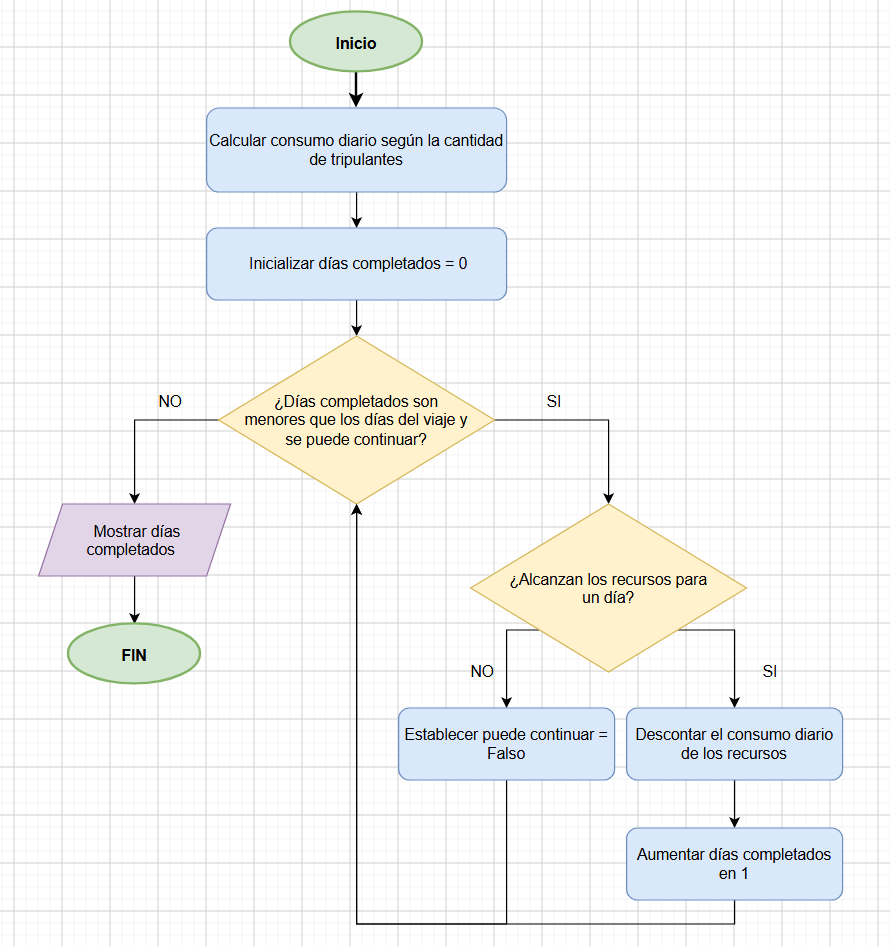 Inicio
Calcular consumo diario según la cantidad
de tripulantes
Inicializar días completados = 0
¿Días completados son
menores que los días del viaje y
se puede continuar?
NO
SI
Mostrar días
completados
FIN
¿Alcanzan los recursos para
un día?
NO
SI
Establecer puede continuar =
Falso
Descontar el consumo diario
de los recursos
Aumentar días completados
en 1